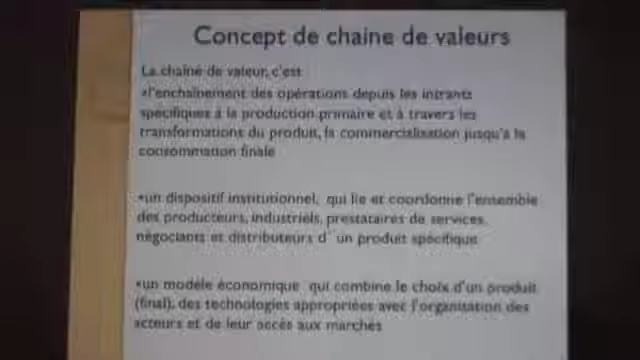 Concept de chaine de valeurs
La chaîne de valeur, c'est
•l'enchaînement des opérations depuis les intrants
spécifiques à la production primaire et à travers les
transformations du produit, la commercialisation jusqu'à la
consommation finale
•un dispositif institutionnel, qui lie et coordonne l'ensemble
des producteurs, industriels, prestataires de services,
négociants et distributeurs d' un produit spécifique
•un modèle économique qui combine le choix d'un produit
(final), des technologies appropriées avec l'organisation des
acteurs et de leur accès aux marchés